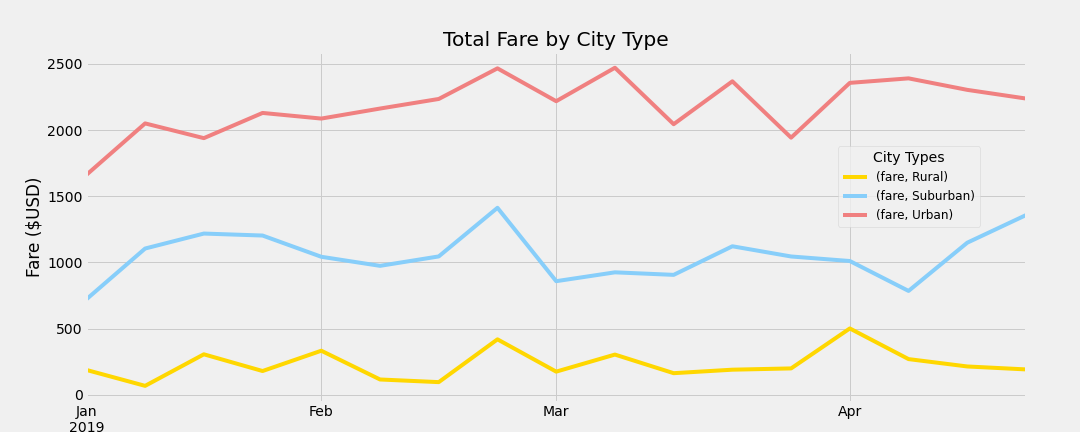 Total Fare by City Type
Fare ($USD)
2500
2000
1500
1000
500
0
City Types
(fare, Rural)
(fare, Suburban)
(fare, Urban)
Jan
2019
Feb
Mar
Apr